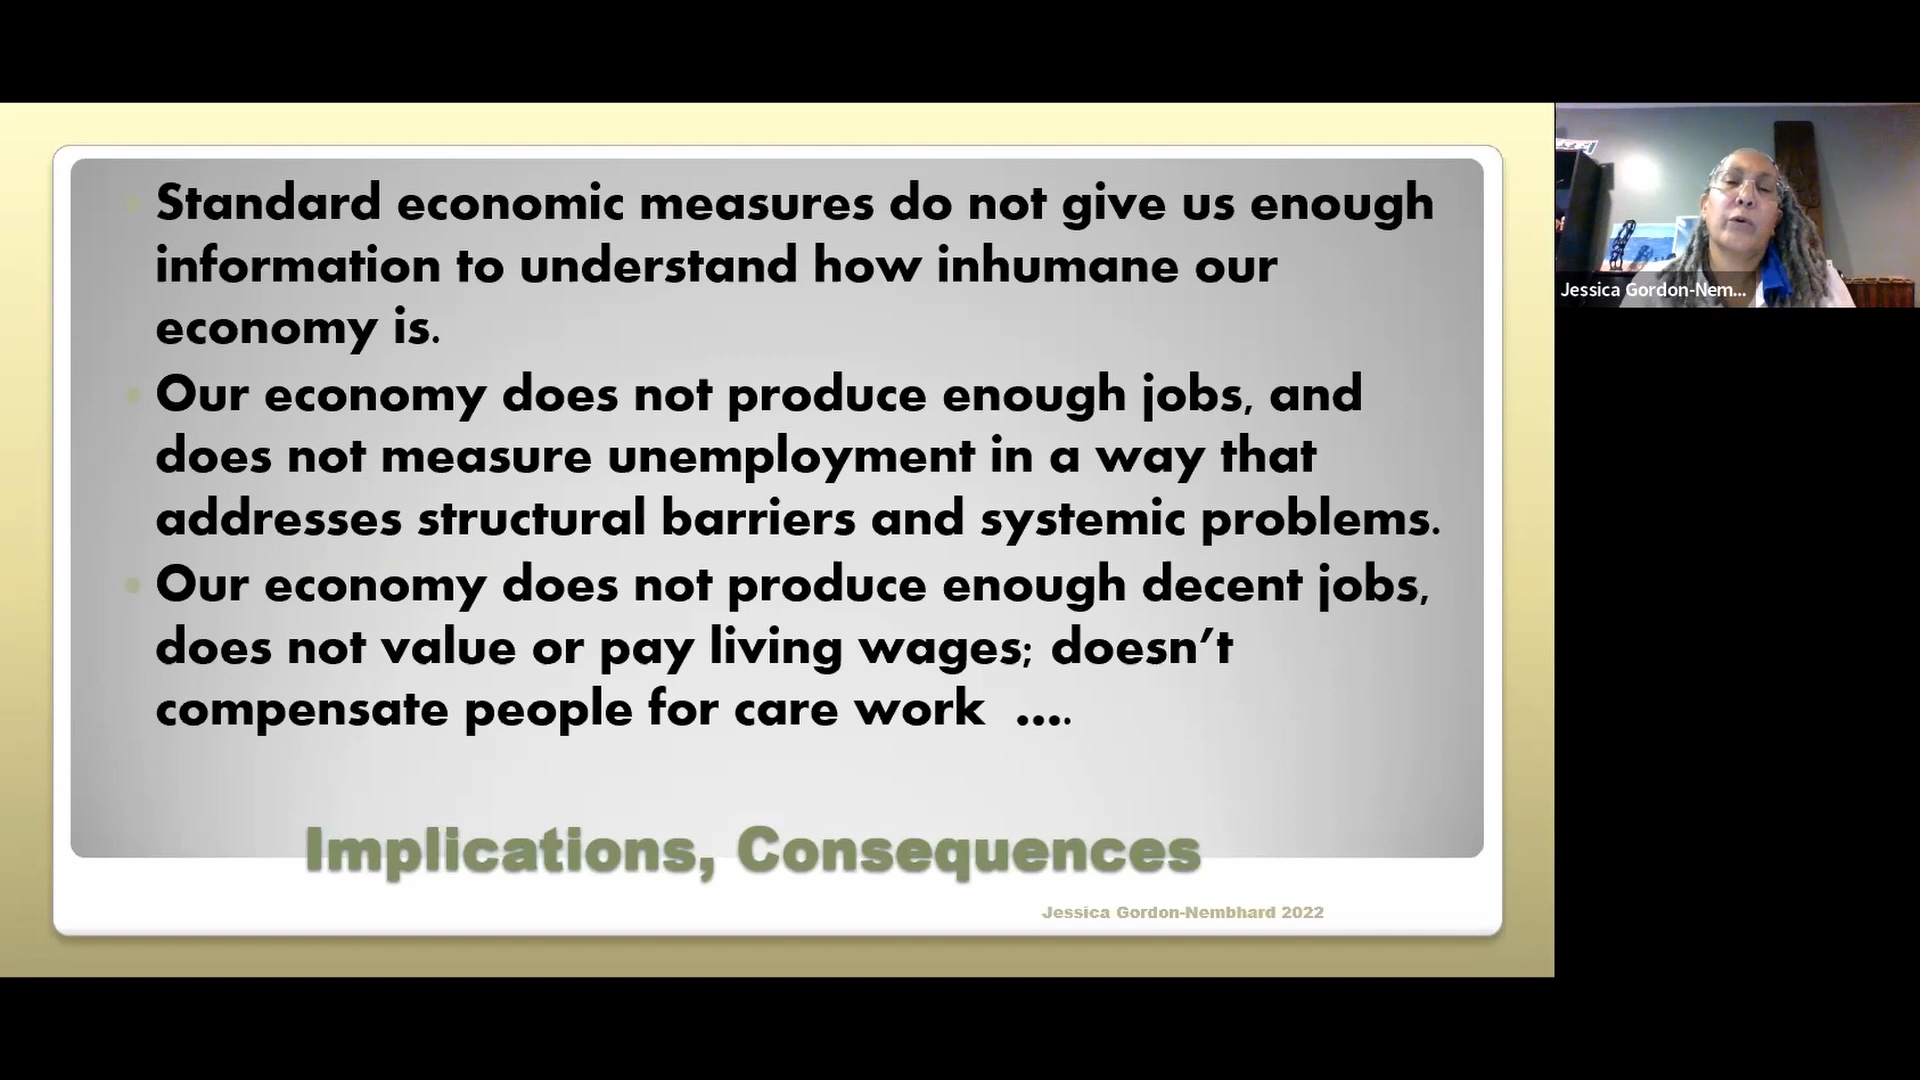 Standard economic measures do not give us enough
information to understand how inhumane our
economy is.
Our economy does not produce enough jobs, and
does not measure unemployment in a way that
addresses structural barriers and systemic problems.
Our economy does not produce enough decent jobs,
does not value or pay living wages; doesn’t
compensate people for care work ....
Implications, Consequences
Jessica Gordon-Nembhard 2022
Jessica Gordon-Nem...